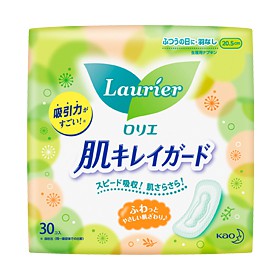 ふつうの日に・羽なし
20.5cm
Laurier
吸引力が
すごい!
ロリエ
肌キレイガード
スピード吸収!肌さらさら!
ふわっと
やさしい肌ざわり♪
30コ入
kao